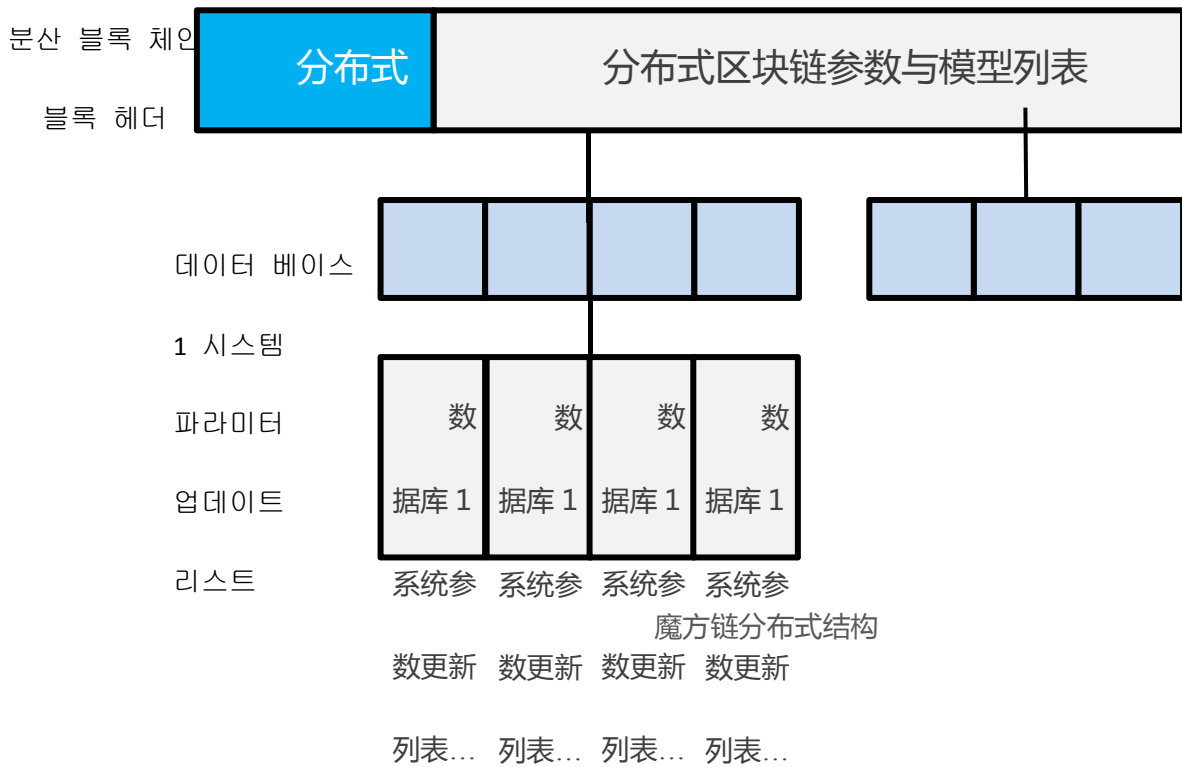 분산 블록 체인
분布式
分布式区块链参数与模型列表
블록 헤더
데이터 베이스
1 시스템
파라미터
数 数 数 数
업데이트
据库 1 据库 1 据库 1 据库 1
리스트
系统参 系统参 系统参 系统参
魔方链分布式结构
数更新 数更新 数更新 数更新
列表… 列表… 列表… 列表…